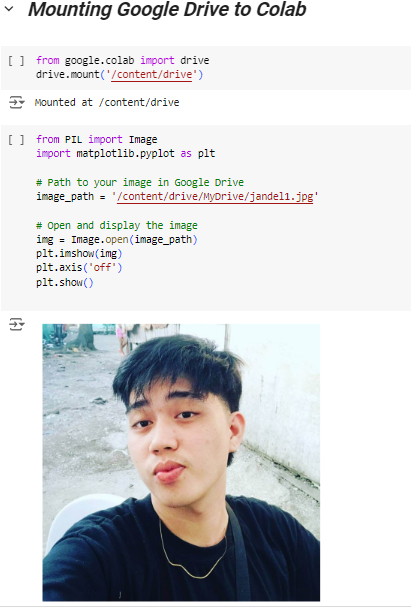 Mounting Google Drive to Colab
[ ] from google.colab import drive
drive.mount('/content/drive')
Mounted at /content/drive
[ ] from PIL import Image
import matplotlib.pyplot as plt
# Path to your image in Google Drive
image_path = '/content/drive/MyDrive/jandel1.jpg'
# Open and display the image
img = Image.open(image_path)
plt.imshow(img)
plt.axis('off')
plt.show()